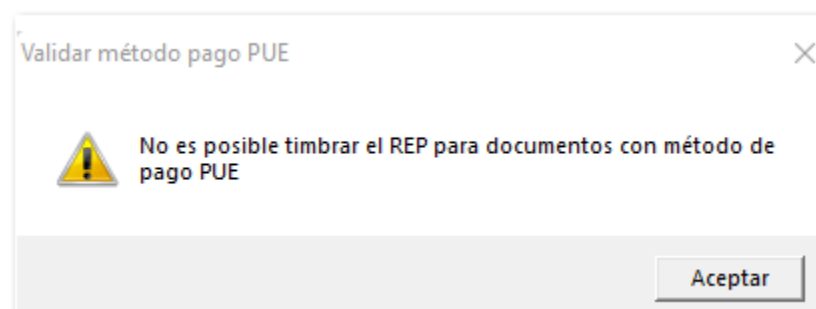 Validar método pago PUE
No es posible timbrar el REP para documentos con método de
pago PUE
Aceptar